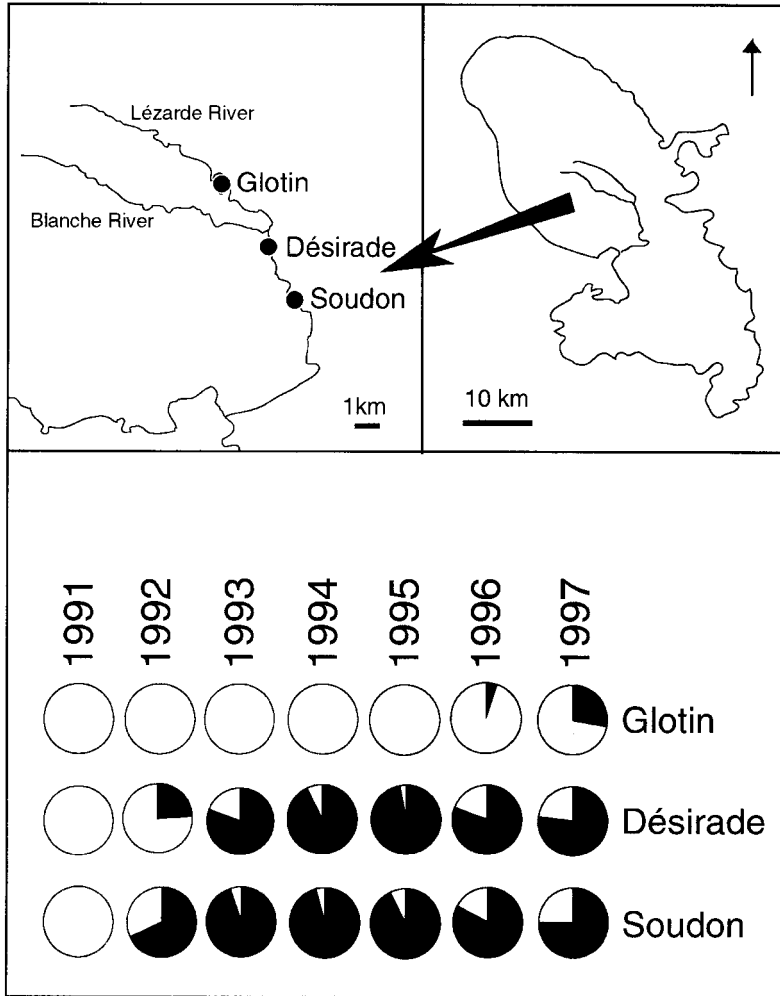 Lézarde River
Glotin
Blanche River
Désirade
Soudon
1km
10 km
1991 1992 1993 1994 1995 1996 1997
Glotin
Désirade
Soudon